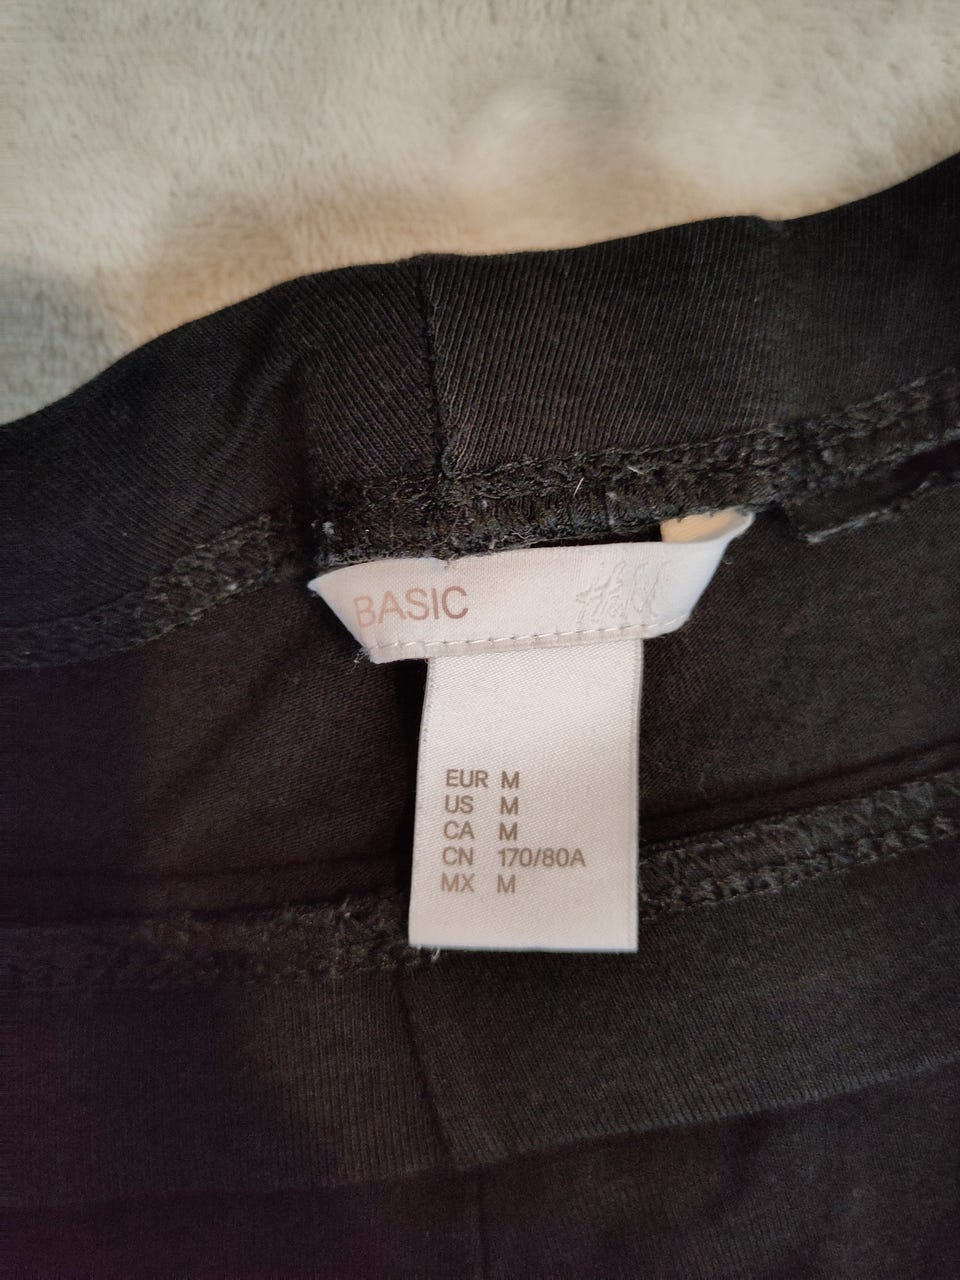 BASIC H&M
EUR M
US M
CA M
CN 170/80A
MX M